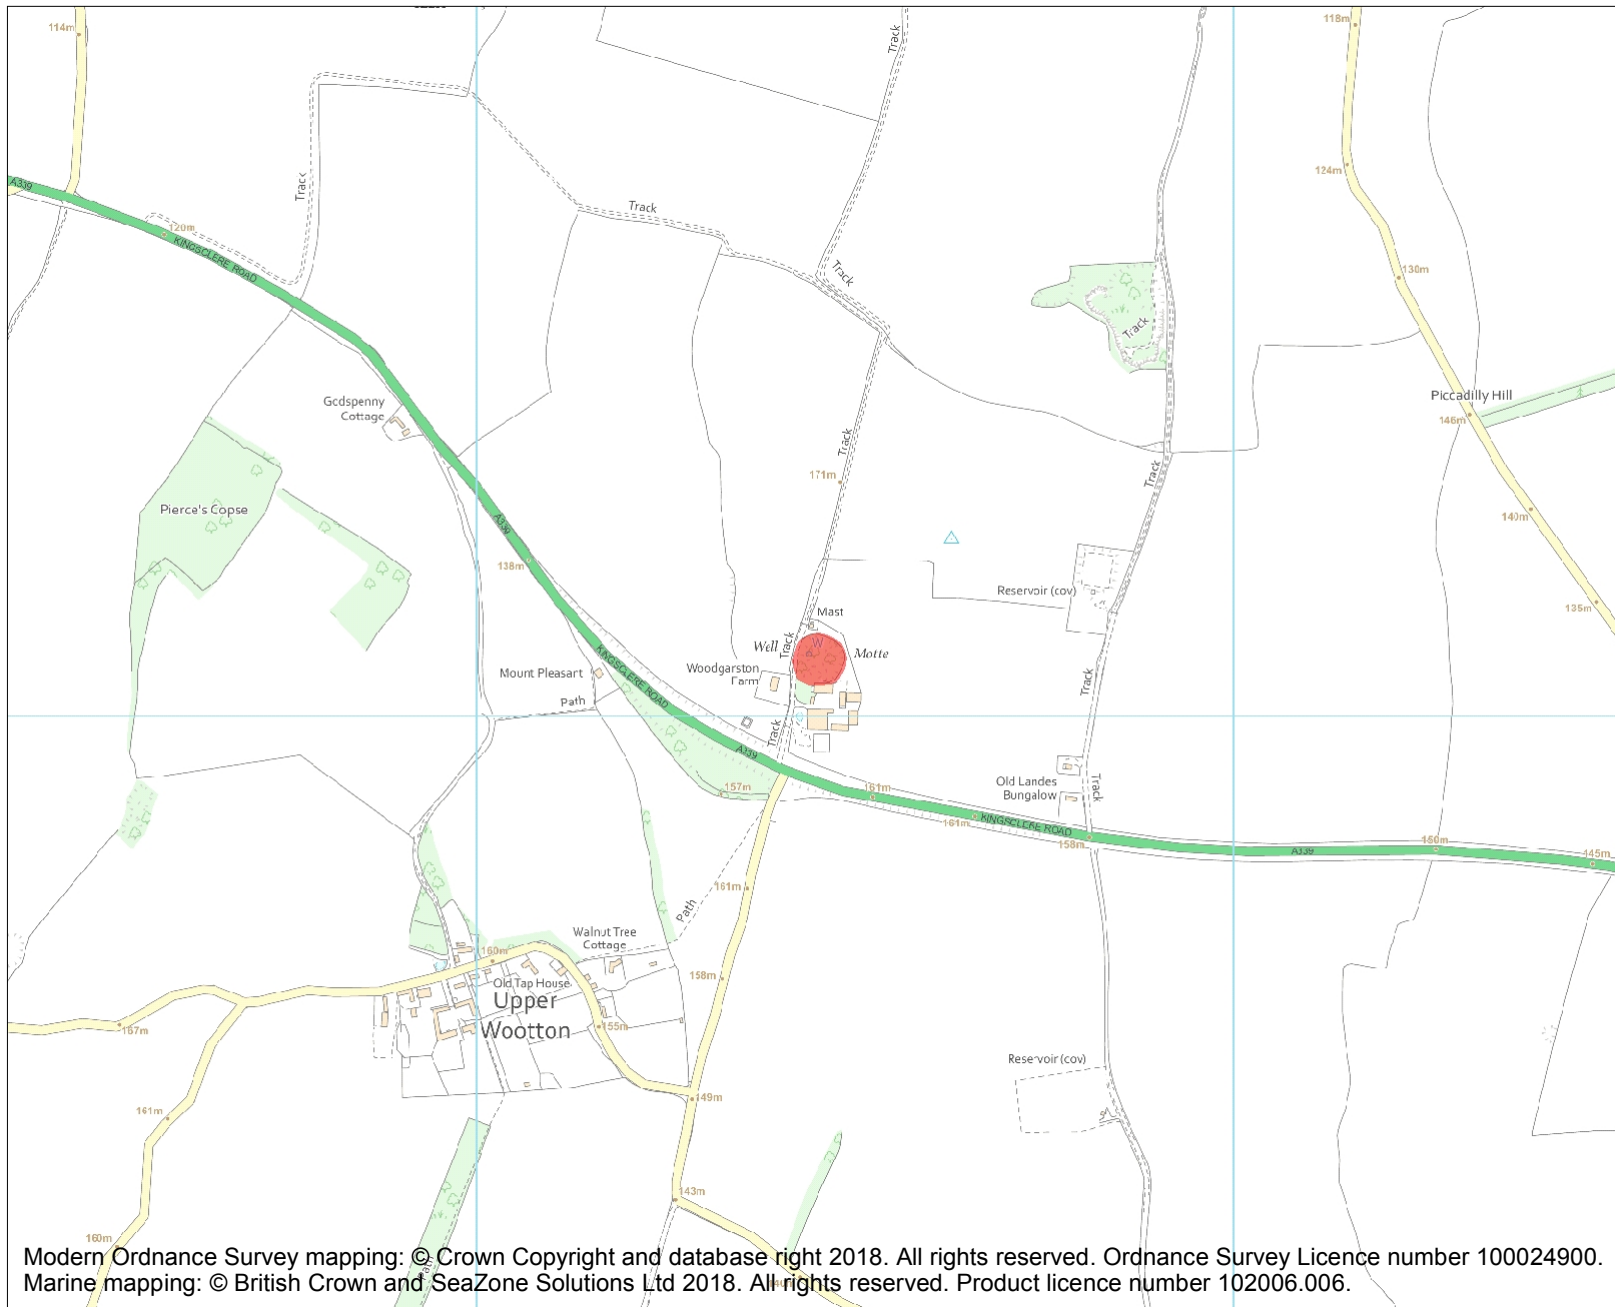 114m
118m
Track
A339
Track
Track
120m
KINGSCLERE ROAD
124m
Track
130m
Track
Gcdspenny
Cottage
Piccadilly Hill
146m
Track
171m
Track
Pierce's Copse
A339
140m
138m
Reservoir (cov)
135m
Mast
Well
Track
W
Motte
KINGSCLERE ROAD
Woodgarston
Farm
Mount Pleasart
Path
Track
Track
A339
157m
161m
Old Landes
Bungalow
Track
161m
KINGSCLERE ROAD
158m
A339
150m
145m
161m
Path
Walnut Tree
Cottage
160m
158m
Old Tap House
Upper
Wootton
155m
167m
Reservoir (cov)
149m
161m
143m
160m
Path
140m
Modern Ordnance Survey mapping: © Crown Copyright and database right 2018. All rights reserved. Ordnance Survey Licence number 100024900.
Marine mapping: © British Crown and SeaZone Solutions Ltd 2018. All rights reserved. Product licence number 102006.006.